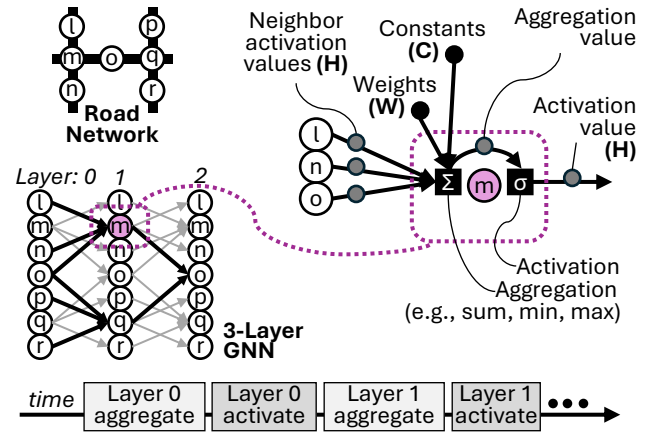 l
p
m
o
q
n
r
Road
Network
Neighbor
activation
values (H)
Constants
(C)
Weights
(W)
Aggregation
value
Activation
value
(H)
l
n
o
Σ
m
σ
Activation
Aggregation
(e.g., sum, min, max)
Layer: 0 1 2
l l l
m m m
n n n
o o o
p p p
q q q
r r r
3-Layer
GNN
time
Layer 0
aggregate
Layer 0
activate
Layer 1
aggregate
Layer 1
activate
•••